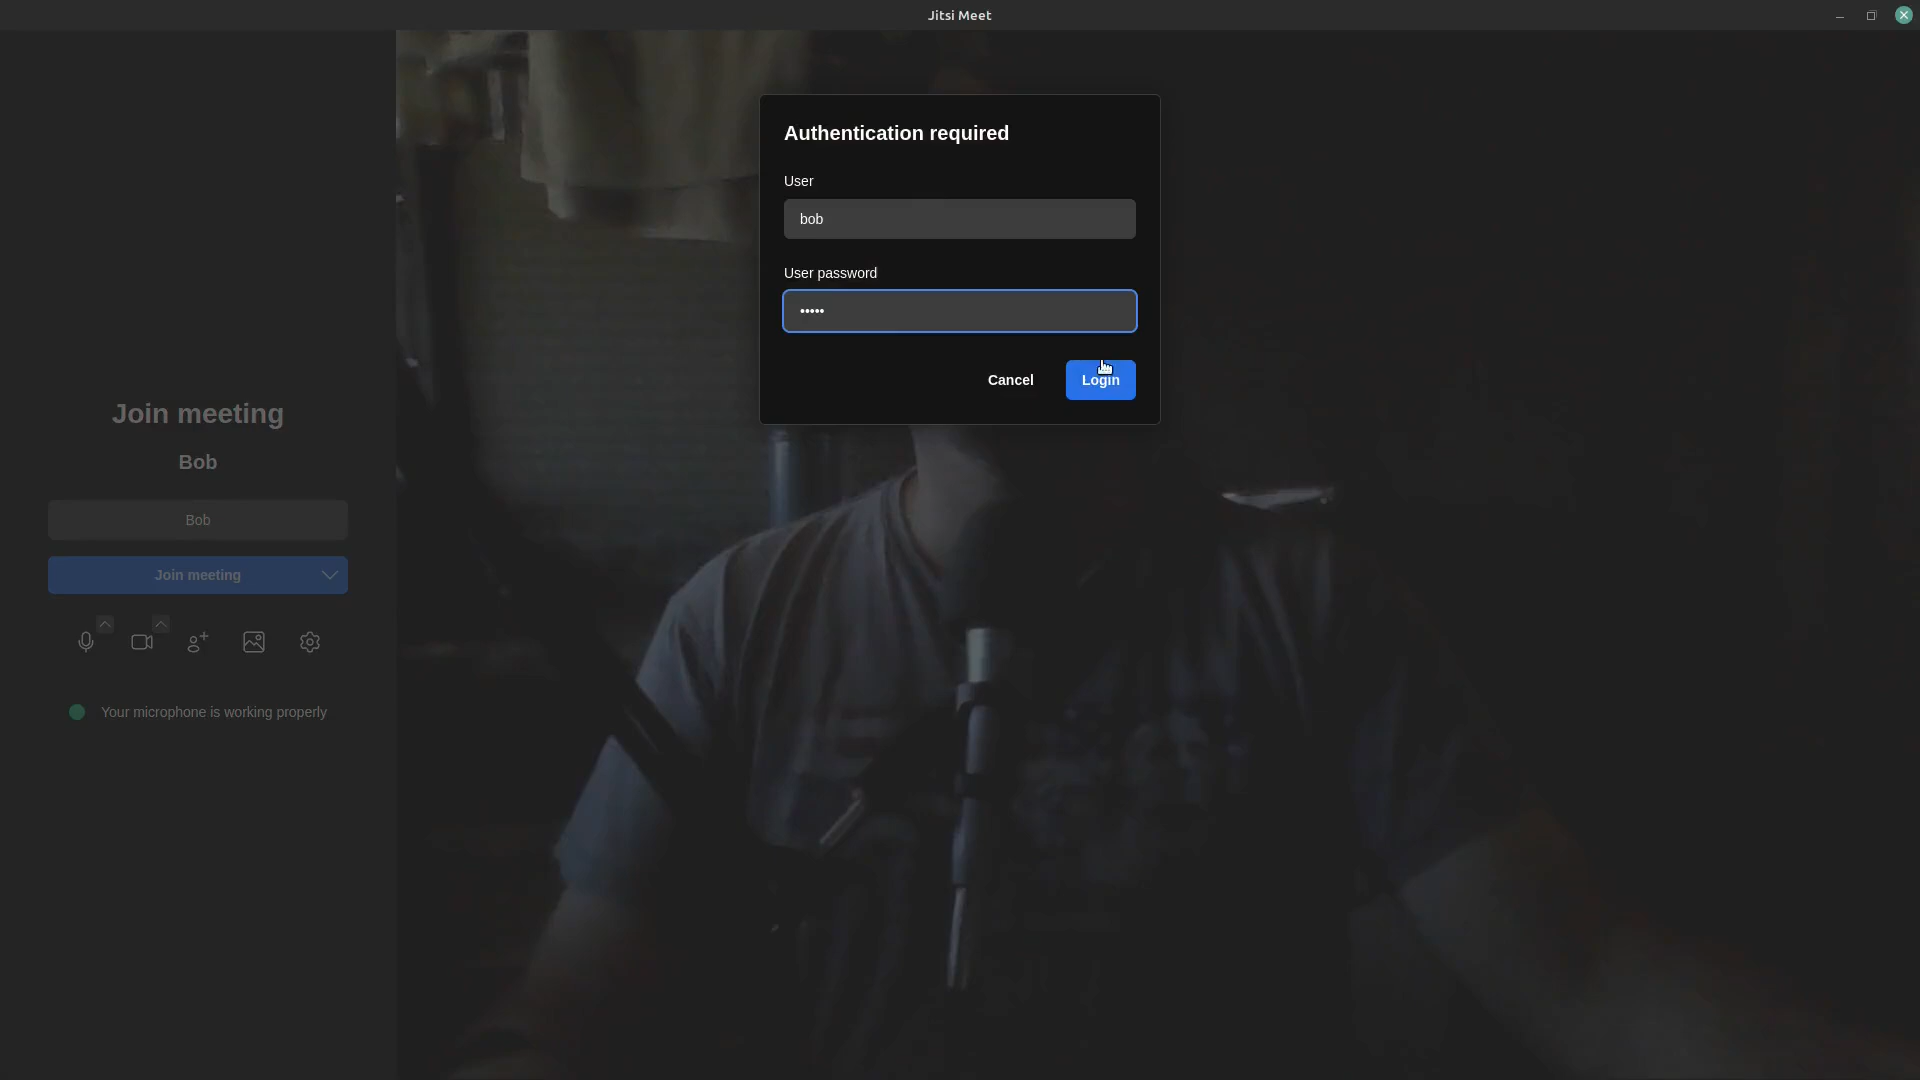 Jitsi Meet
Authentication required
User
bob
User password
•••••
Cancel
Login
Join meeting
Bob
Bob
Join meeting
Your microphone is working properly